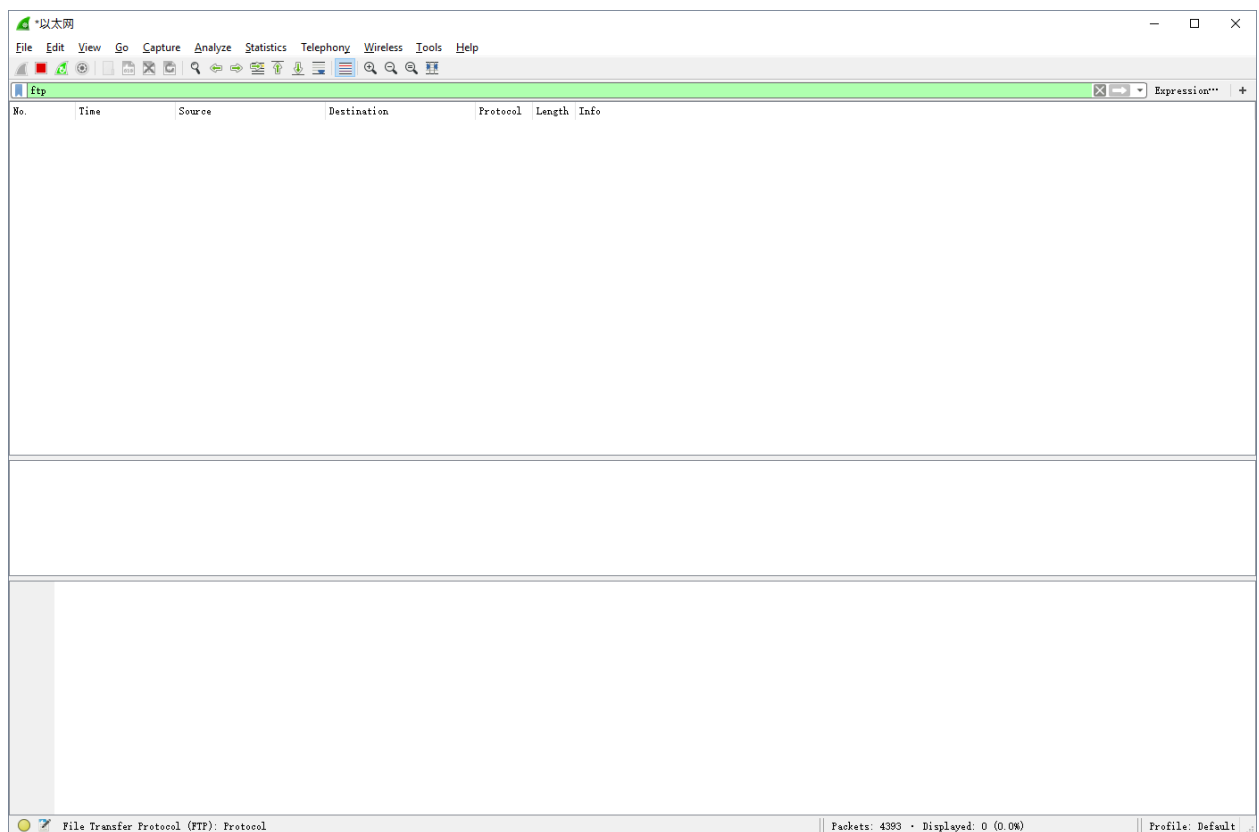 *以太网
File Edit View Go Capture Analyze Statistics Telephony Wireless Tools Help
ftp Expression… +
No. Time Source Destination Protocol Length Info
File Transfer Protocol (FTP): Protocol Packets: 4393 · Displayed: 0 (0.0%) Profile: Default